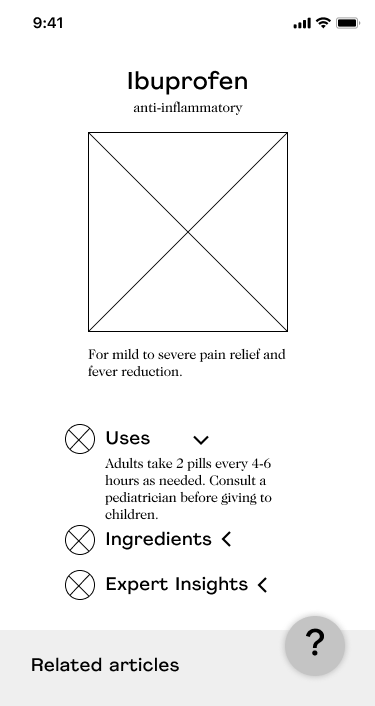 9:41
Ibuprofen
anti-inflammatory
For mild to severe pain relief and
fever reduction.
Uses
Adults take 2 pills every 4-6
hours as needed. Consult a
pediatrician before giving to
children.
Ingredients
Expert Insights
?
Related articles